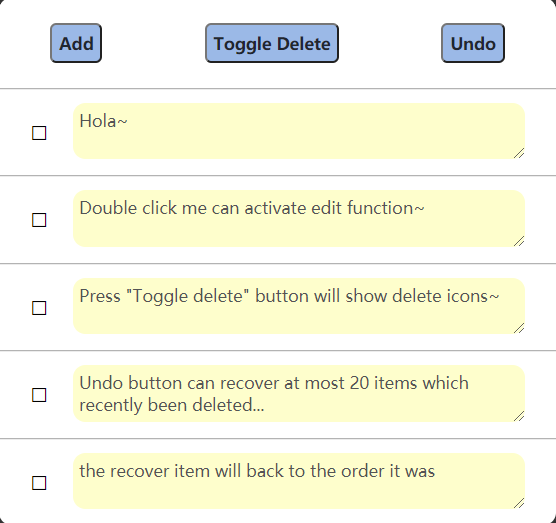 Add Toggle Delete Undo
Hola~
Double click me can activate edit function~
Press "Toggle delete" button will show delete icons~
Undo button can recover at most 20 items which
recently been deleted...
the recover item will back to the order it was